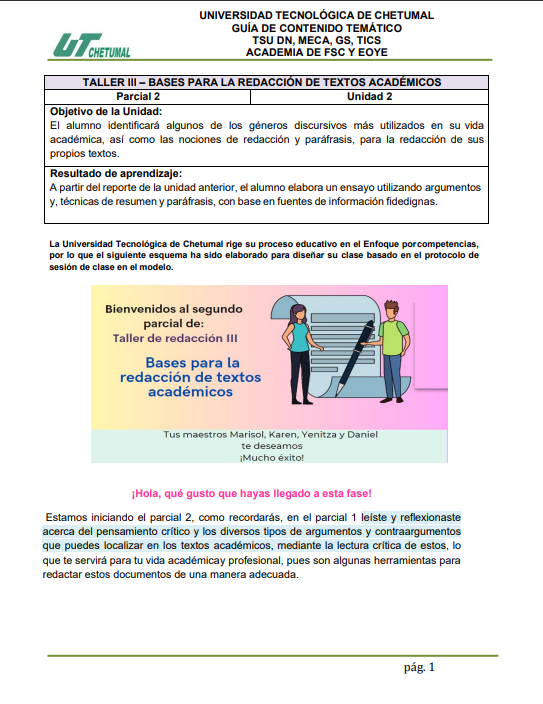 UNIVERSIDAD TECNOLÓGICA DE CHETUMAL
GUÍA DE CONTENIDO TEMÁTICO
TSU DN, MECA, GS, TICS
ACADEMIA DE FSC Y EOYE
UT CHETUMAL
TALLER III – BASES PARA LA REDACCIÓN DE TEXTOS ACADÉMICOS
Parcial 2 Unidad 2
Objetivo de la Unidad:
El alumno identificará algunos de los géneros discursivos más utilizados en su vida
académica, así como las nociones de redacción y paráfrasis, para la redacción de sus
propios textos.
Resultado de aprendizaje:
A partir del reporte de la unidad anterior, el alumno elabora un ensayo utilizando argumentos
y, técnicas de resumen y paráfrasis, con base en fuentes de información fidedignas.
La Universidad Tecnológica de Chetumal rige su proceso educativo en el Enfoque porcompetencias,
por lo que el siguiente esquema ha sido elaborado para diseñar su clase basado en el protocolo de
sesión de clase en el modelo.
Bienvenidos al segundo
parcial de:
Taller de redacción III
Bases para la
redacción de textos
académicos
Tus maestros Marisol, Karen, Yenitza y Daniel
te deseamos
¡Mucho éxito!
¡Hola, qué gusto que hayas llegado a esta fase!
Estamos iniciando el parcial 2, como recordarás, en el parcial 1 leíste y reflexionaste
acerca del pensamiento crítico y los diversos tipos de argumentos y contraargumentos
que puedes localizar en los textos académicos, mediante la lectura crítica de estos, lo
que te servirá para tu vida académicay profesional, pues son algunas herramientas para
redactar estos documentos de una manera adecuada.
pág. 1